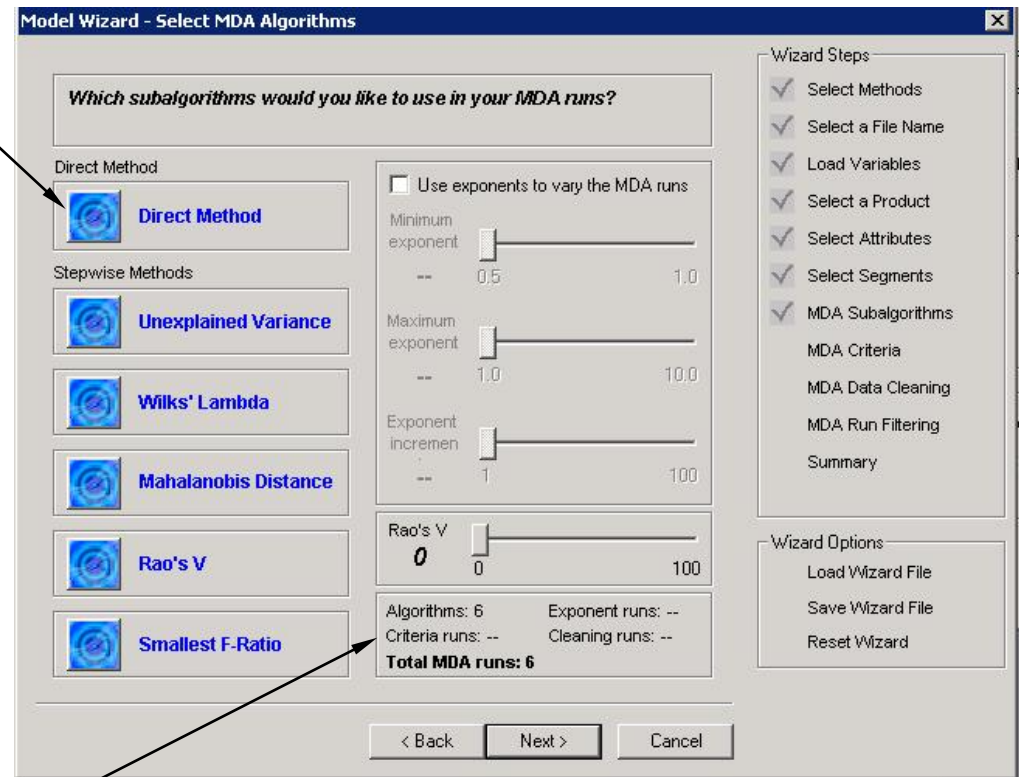 Model Wizard - Select MDA Algorithms
Which subalgorithms would you like to use in your MDA runs?
Direct Method
Direct Method
Stepwise Methods
Unexplained Variance
Wilks' Lambda
Mahalanobis Distance
Rao's V
Smallest F-Ratio
Use exponents to vary the MDA runs
Minimum
exponent
--
0.5 1.0
Maximum
exponent
--
1.0 10.0
Exponent
incremen
--
1 100
Rao's V
0
0 100
Algorithms: 6 Exponent runs: --
Criteria runs: -- Cleaning runs: --
Total MDA runs: 6
< Back Next > Cancel
Wizard Steps
Select Methods
Select a File Name
Load Variables
Select a Product
Select Attributes
Select Segments
MDA Subalgorithms
MDA Criteria
MDA Data Cleaning
MDA Run Filtering
Summary
Wizard Options
Load Wizard File
Save Wizard File
Reset Wizard